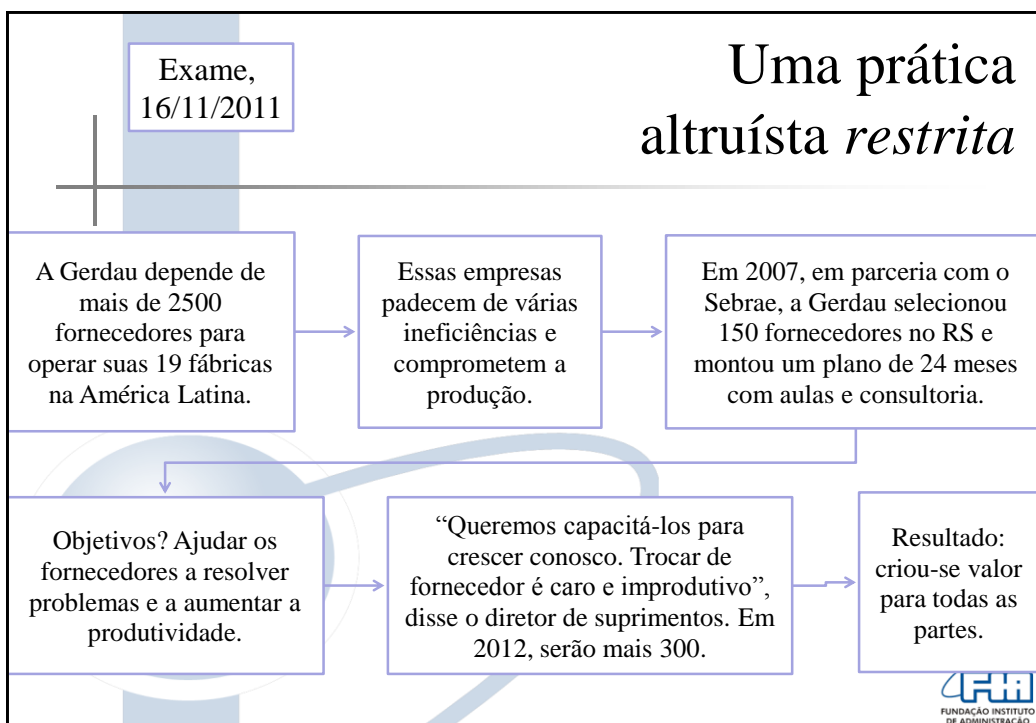 Exame,
16/11/2011
Uma prática
altruísta restrita
A Gerdau depende de
mais de 2500
fornecedores para
operar suas 19 fábricas
na América Latina.
Essas empresas
padecem de várias
ineficiências e
comprometem a
produção.
Em 2007, em parceria com o
Sebrae, a Gerdau selecionou
150 fornecedores no RS e
montou um plano de 24 meses
com aulas e consultoria.
Objetivos? Ajudar os
fornecedores a resolver
problemas e a aumentar a
produtividade.
“Queremos capacitá-los para
crescer conosco. Trocar de
fornecedor é caro e improdutivo”,
disse o diretor de suprimentos. Em
2012, serão mais 300.
Resultado:
criou-se valor
para todas as
partes.
FIA
FUNDAÇÃO INSTITUTO
DE ADMINISTRAÇÃO